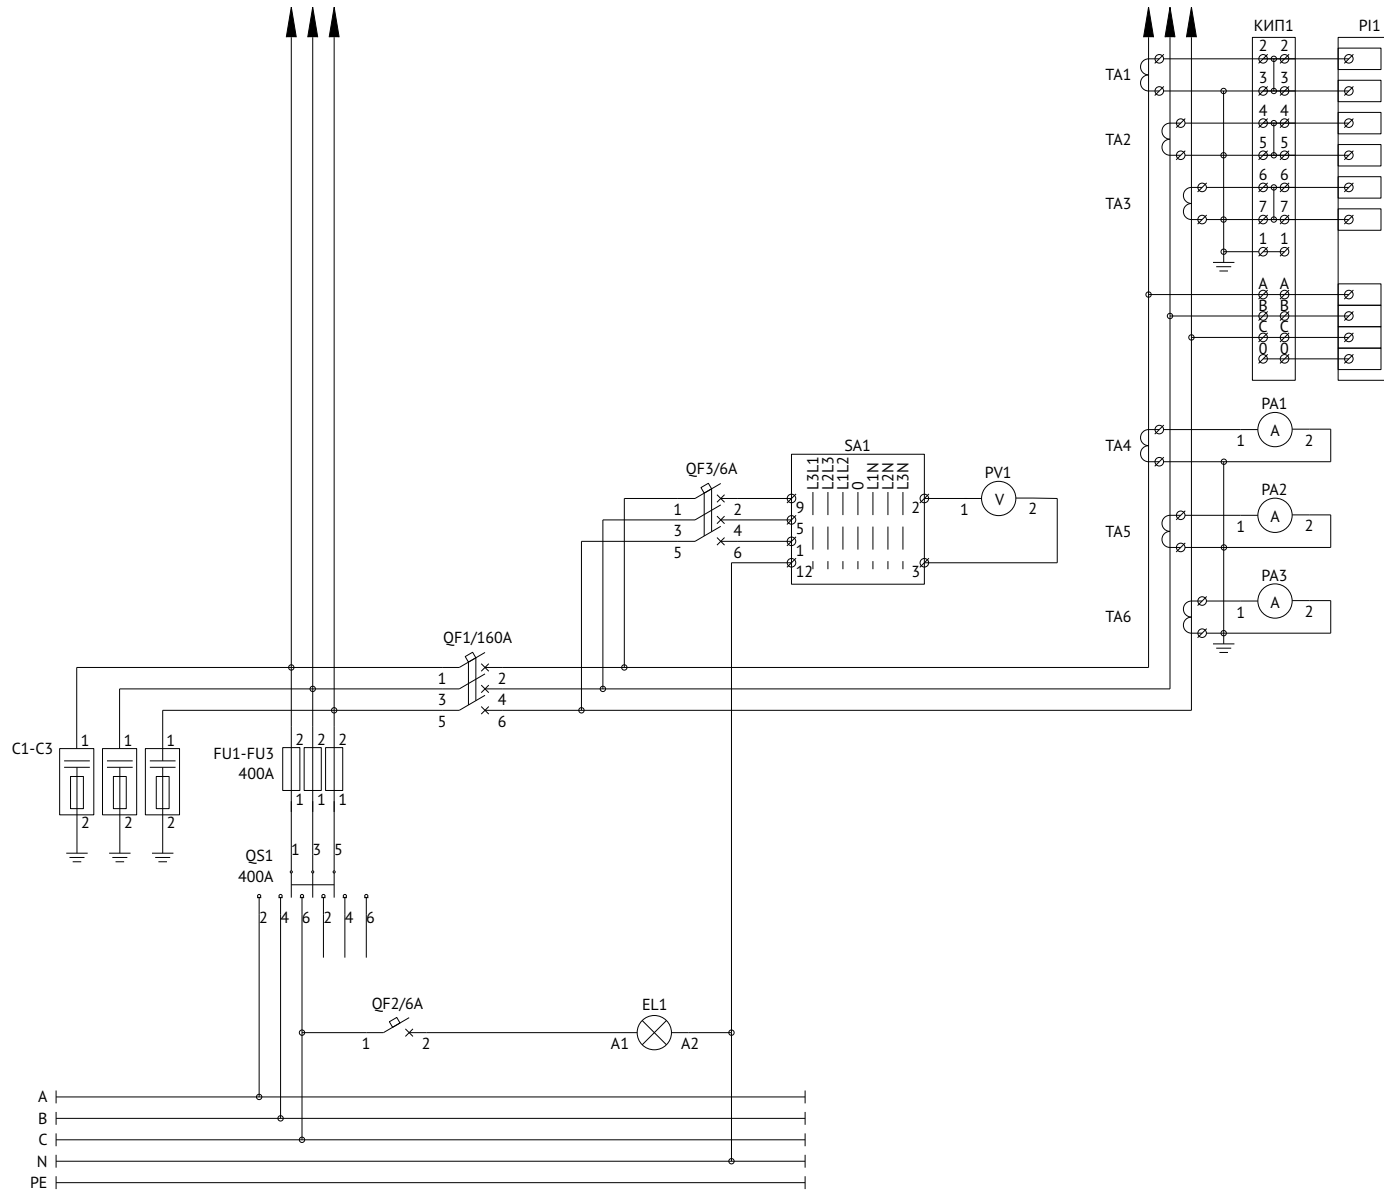 КИП1
PI1
2 2
TA1
3 3
4 4
TA2
5 5
6 6
TA3
7 7
1 1
A A
B B
C C
0 0
PA1
A
1 2
TA4
SA1
L3L1
L2L3
L1L2
0
L1N
L2N
L3N
QF3/6A
PV1
V
1 2
9 2
1 2
5
3 4
1
5 6
12 3
PA2
A
1 2
TA5
PA3
A
1 2
TA6
QF1/160A
1 2
3 4
5 6
C1-C3
1 1 1
2 2 2
FU1-FU3
400A
2 2 2
1 1 1
QS1
400A
1 3 5
2 4 6 2 4 6
QF2/6A
1 2
EL1
A1 A2
A
B
C
N
PE